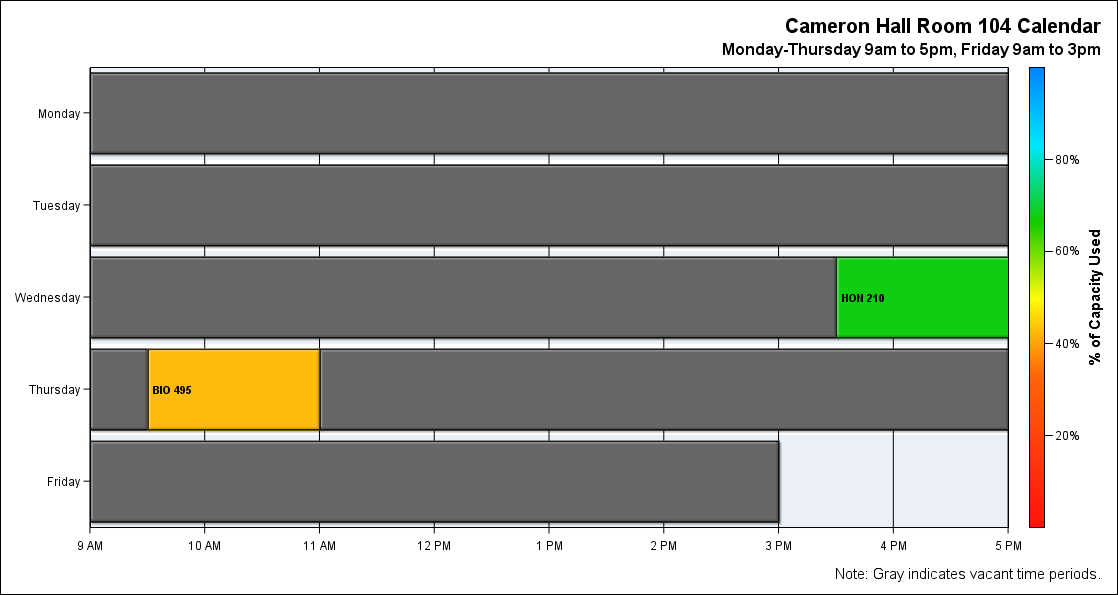 Cameron Hall Room 104 Calendar
Monday-Thursday 9am to 5pm, Friday 9am to 3pm
Monday
Tuesday
Wednesday
HON 210
Thursday
BIO 495
Friday
9 AM 10 AM 11 AM 12 PM 1 PM 2 PM 3 PM 4 PM 5 PM
80%
60%
40%
20%
% of Capacity Used
Note: Gray indicates vacant time periods.